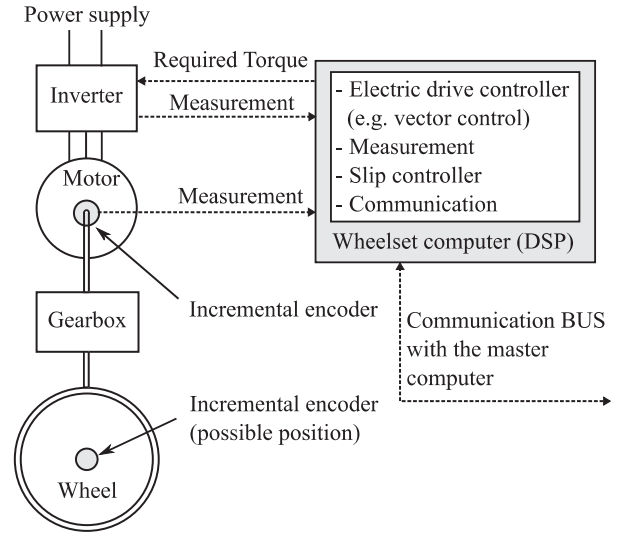 Power supply
Inverter
Required Torque
Measurement
- Electric drive controller
(e.g. vector control)
- Measurement
- Slip controller
- Communication
Wheelset computer (DSP)
Motor
Measurement
Incremental encoder
Gearbox
Communication BUS
with the master
computer
Incremental encoder
(possible position)
Wheel